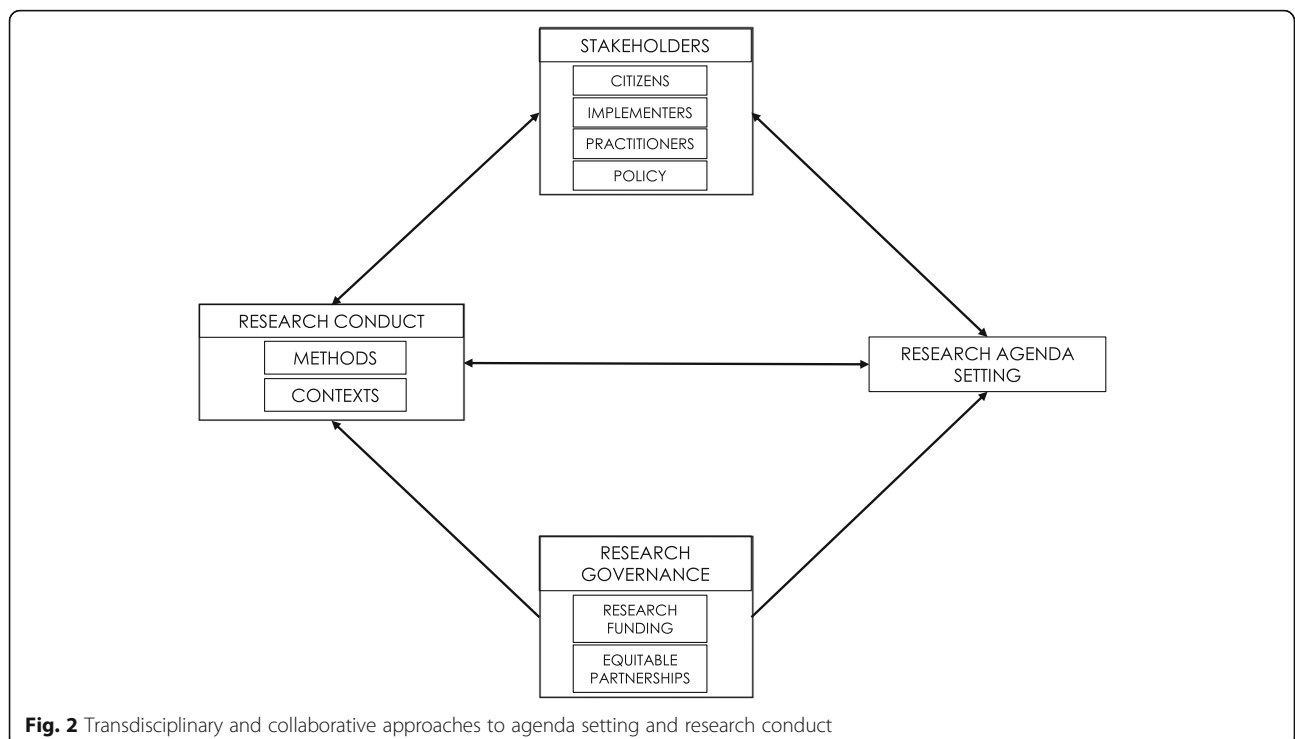 STAKEHOLDERS
CITIZENS
IMPLEMENTERS
PRACTITIONERS
POLICY
RESEARCH CONDUCT
METHODS
CONTEXTS
RESEARCH AGENDA
SETTING
RESEARCH
GOVERNANCE
RESEARCH
FUNDING
EQUITABLE
PARTNERSHIPS
Fig. 2 Transdisciplinary and collaborative approaches to agenda setting and research conduct